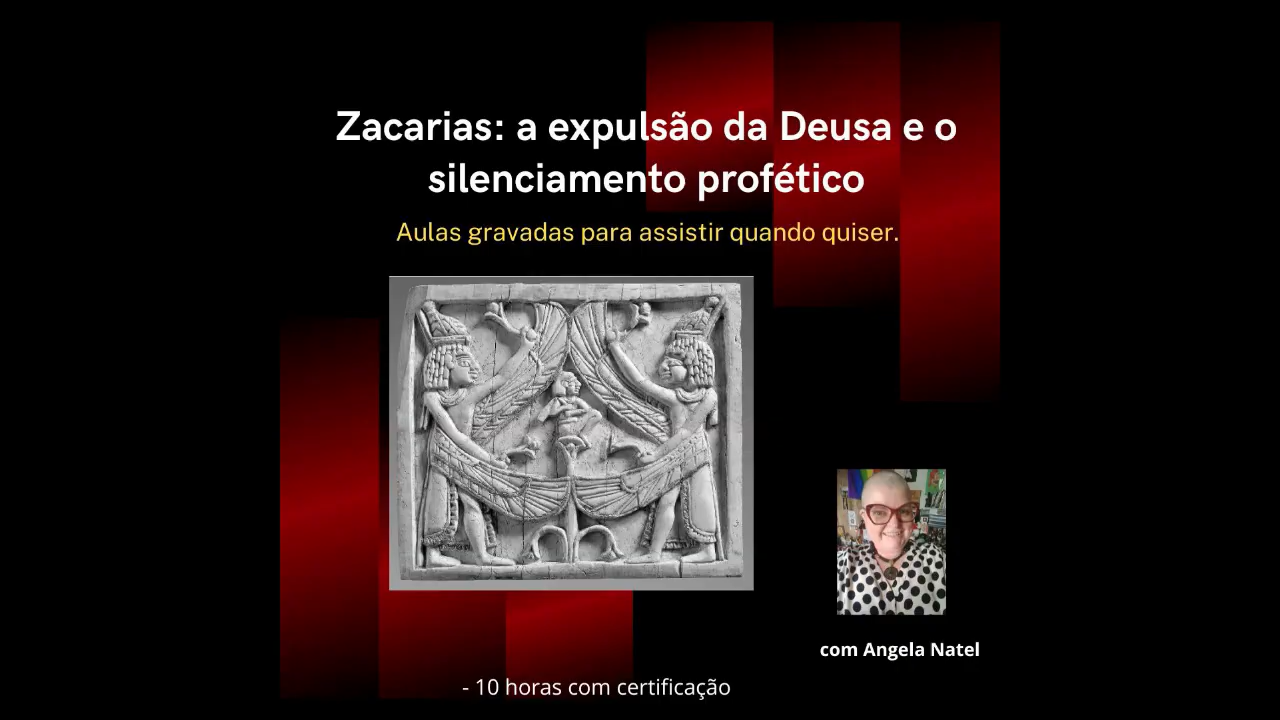 Zacarias: a expulsão da Deusa e o
silenciamento profético
Aulas gravadas para assistir quando quiser.
com Angela Natel
- 10 horas com certificação